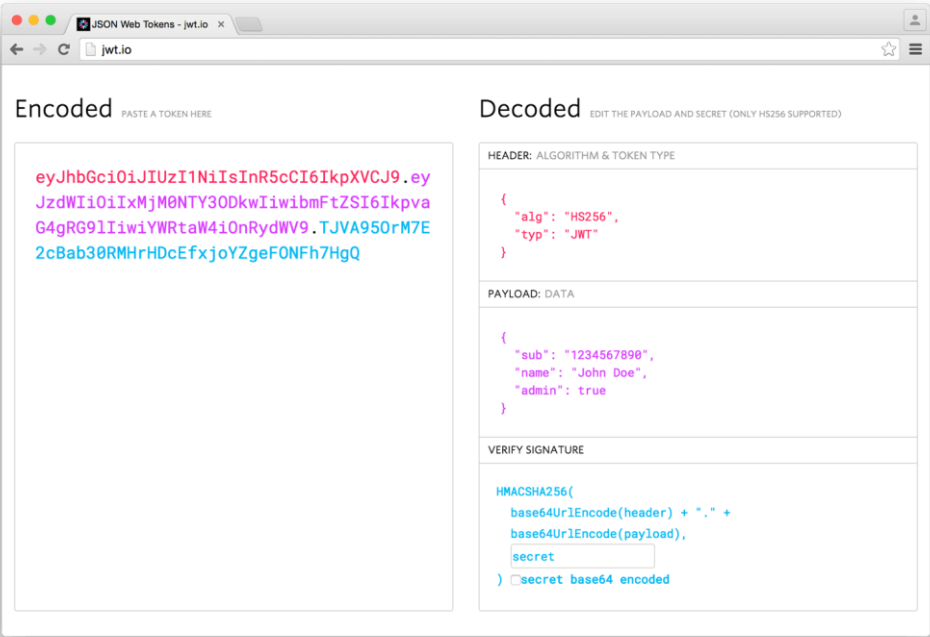 JSON Web Tokens - jwt.io
jwt.io
Encoded PASTE A TOKEN HERE
eyJhbGciOiJIUzI1NiIsInR5cCI6IkpXVCJ9.ey
JzdWIiOiIxMjM0NTY3ODkwIiwibmFtZSI6Ikpva
G4gRG9lIiwiYWRtaW4iOnRydWV9.TJVA95OrM7E
2cBab30RMHrHDcEfxjoYZgeFONFh7HgQ
Decoded EDIT THE PAYLOAD AND SECRET (ONLY HS256 SUPPORTED)
HEADER: ALGORITHM & TOKEN TYPE
{
"alg": "HS256",
"typ": "JWT"
}
PAYLOAD: DATA
{
"sub": "1234567890",
"name": "John Doe",
"admin": true
}
VERIFY SIGNATURE
HMACSHA256(
base64UrlEncode(header) + "." +
base64UrlEncode(payload),
secret
) secret base64 encoded